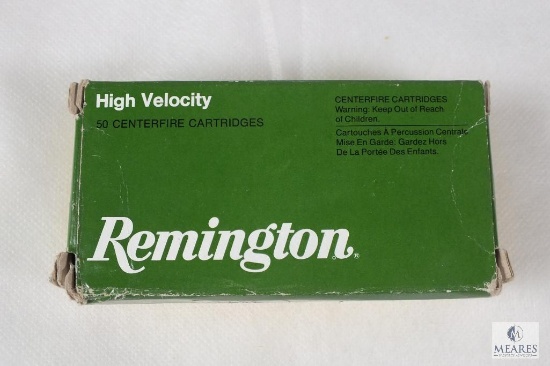 High Velocity
50 CENTERFIRE CARTRIDGES
CENTERFIRE CARTRIDGES
Warning: Keep Out of Reach
of Children.
Cartouches À Percussion Centrale
Mise En Garde: Gardez Hors
De La Portée Des Enfants.
Remington®
M
MEARES